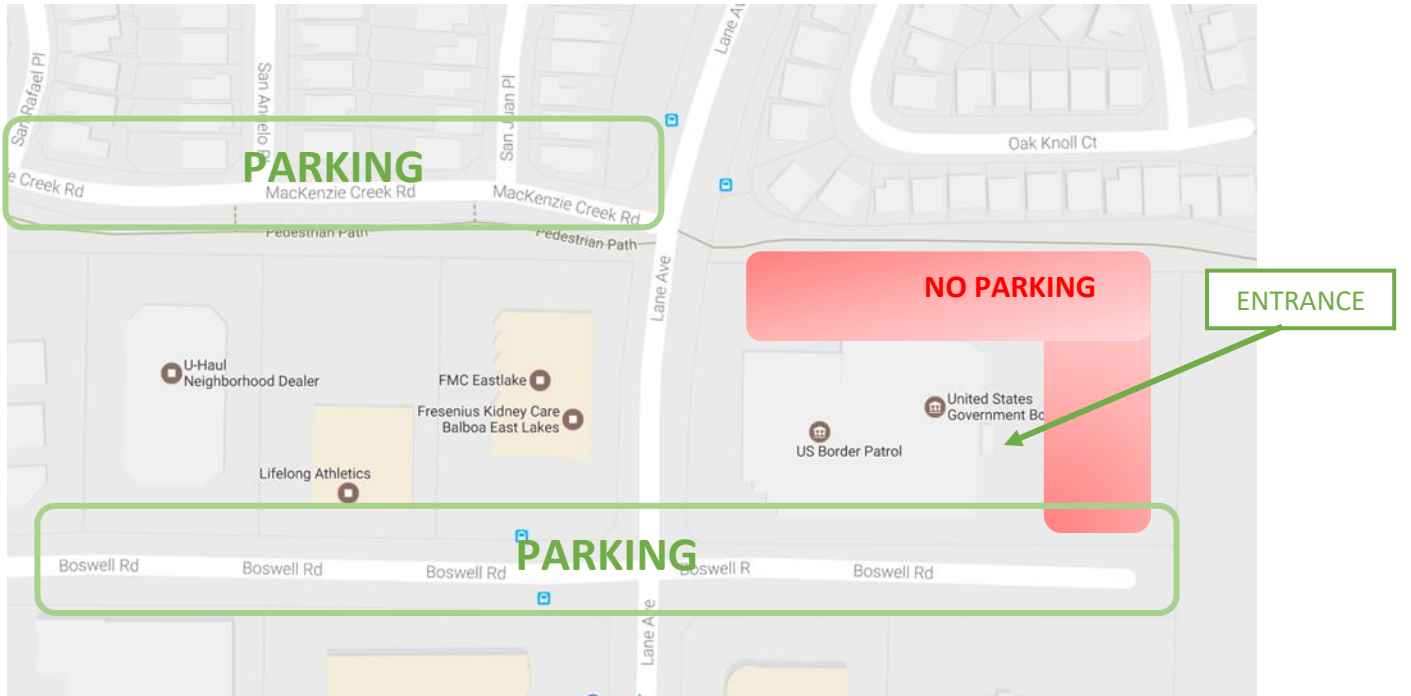 Lane Av
San Rafael Pl
San Angelo Pl
San Juan Pl
Oak Knoll Ct
PARKING
e Creek Rd
MacKenzie Creek Rd
MacKenzie Creek Rd
Pedestrian Path
Pedestrian Path
Lane Ave
NO PARKING
ENTRANCE
U-Haul
Neighborhood Dealer
FMC Eastlake
Fresenius Kidney Care
Balboa East Lakes
United States
Government Bo
US Border Patrol
Lifelong Athletics
PARKING
Boswell Rd
Boswell Rd
Boswell Rd
Boswell R
Boswell Rd
Lane Ave